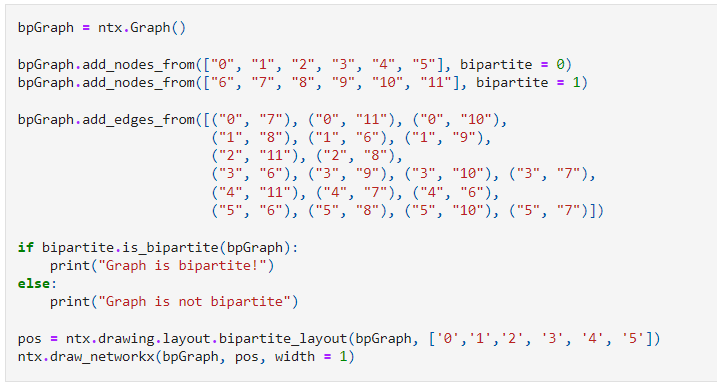 bpGraph = ntx.Graph()
bpGraph.add_nodes_from(["0", "1", "2", "3", "4", "5"], bipartite = 0)
bpGraph.add_nodes_from(["6", "7", "8", "9", "10", "11"], bipartite = 1)
bpGraph.add_edges_from([("0", "7"), ("0", "11"), ("0", "10"),
("1", "8"), ("1", "6"), ("1", "9"),
("2", "11"), ("2", "8"),
("3", "6"), ("3", "9"), ("3", "10"), ("3", "7"),
("4", "11"), ("4", "7"), ("4", "6"),
("5", "6"), ("5", "8"), ("5", "10"), ("5", "7")])
if bipartite.is_bipartite(bpGraph):
print("Graph is bipartite!")
else:
print("Graph is not bipartite")
pos = ntx.drawing.layout.bipartite_layout(bpGraph, ['0','1','2', '3', '4', '5'])
ntx.draw_networkx(bpGraph, pos, width = 1)